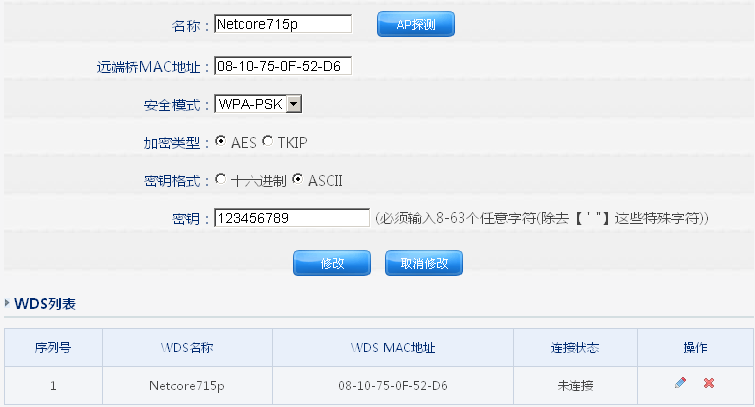 名称： Netcore715p AP探测
远端桥MAC地址： 08-10-75-0F-52-D6
安全模式： WPA-PSK
加密类型： AES TKIP
密钥格式： 十六进制 ASCII
密钥： 123456789 (必须输入8-63个任意字符(除去【 ' "】这些特殊字符))
修改 取消修改
WDS列表
序列号 WDS名称 WDS MAC地址 连接状态 操作
1 Netcore715p 08-10-75-0F-52-D6 未连接